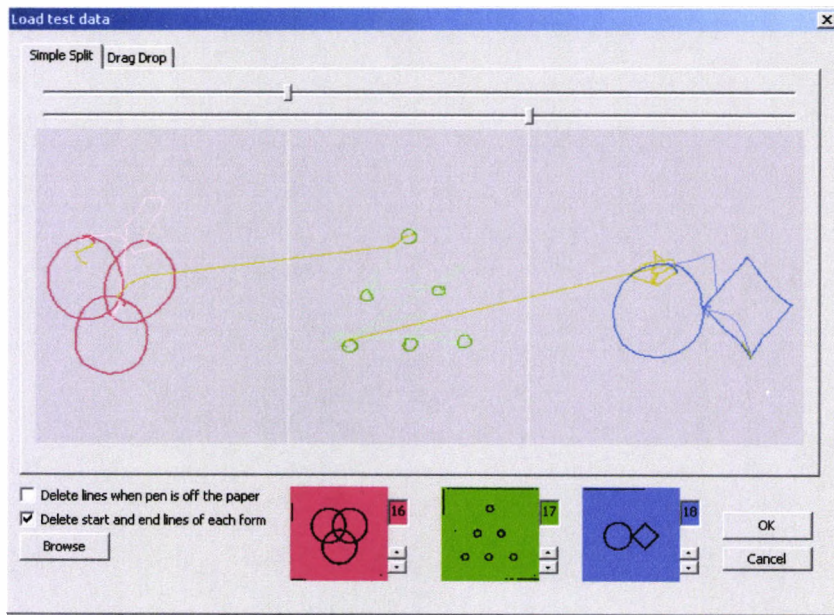 Load test data
Simple Split
Drag Drop
Delete lines when pen is off the paper
Delete start and end lines of each form
Browse
16
17
18
OK
Cancel